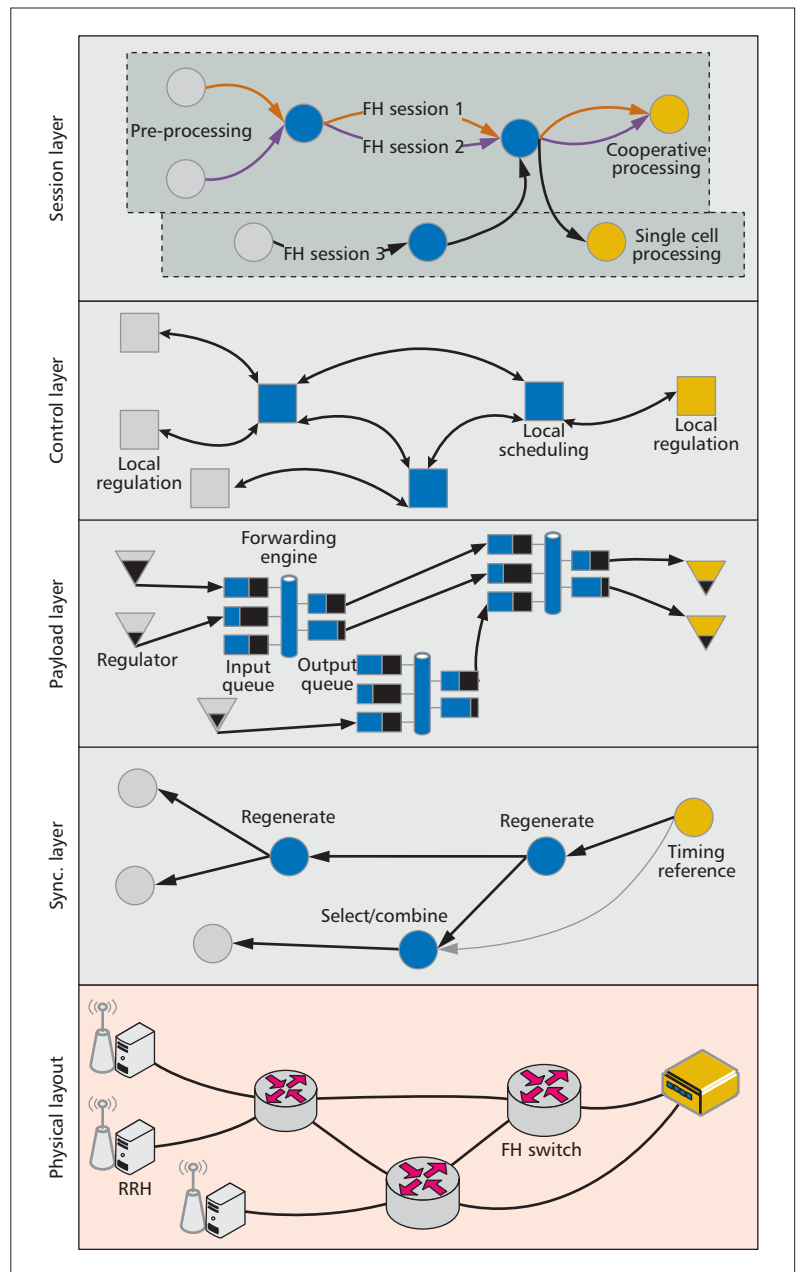 Session layer
Pre-processing
FH session 1
FH session 2
Cooperative
processing
FH session 3
Single cell
processing
Control layer
Local
regulation
Local
scheduling
Local
regulation
Payload layer
Forwarding
engine
Regulator
Input
queue
Output
queue
Sync. layer
Regenerate
Regenerate
Timing
reference
Select/combine
Physical layout
RRH
FH switch